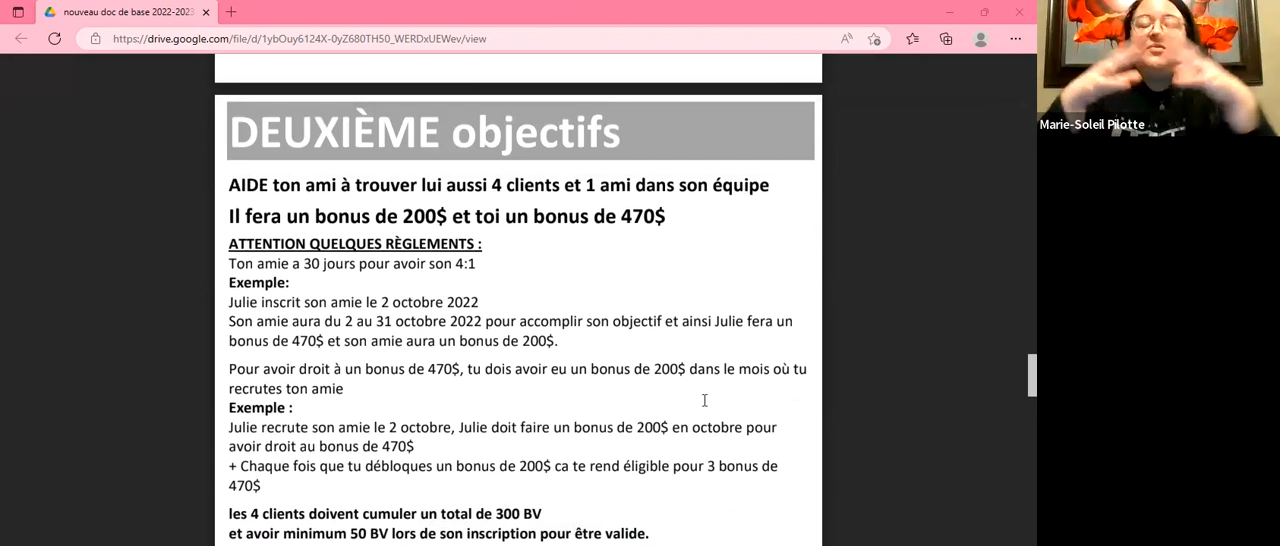 nouveau doc de base 2022-2023
https://drive.google.com/file/d/1ybOuy6124X-0yZ680TH50_WERDxUEWev/view
Marie-Soleil Pilotte
DEUXIÈME objectifs
AIDE ton ami à trouver lui aussi 4 clients et 1 ami dans son équipe
Il fera un bonus de 200$ et toi un bonus de 470$
ATTENTION QUELQUES RÈGLEMENTS :
Ton amie a 30 jours pour avoir son 4:1
Exemple:
Julie inscrit son amie le 2 octobre 2022
Son amie aura du 2 au 31 octobre 2022 pour accomplir son objectif et ainsi Julie fera un
bonus de 470$ et son amie aura un bonus de 200$.
Pour avoir droit à un bonus de 470$, tu dois avoir eu un bonus de 200$ dans le mois où tu
recrutes ton amie
Exemple :
Julie recrute son amie le 2 octobre, Julie doit faire un bonus de 200$ en octobre pour
avoir droit au bonus de 470$
+ Chaque fois que tu débloques un bonus de 200$ ca te rend éligible pour 3 bonus de
470$
les 4 clients doivent cumuler un total de 300 BV
et avoir minimum 50 BV lors de son inscription pour être valide.